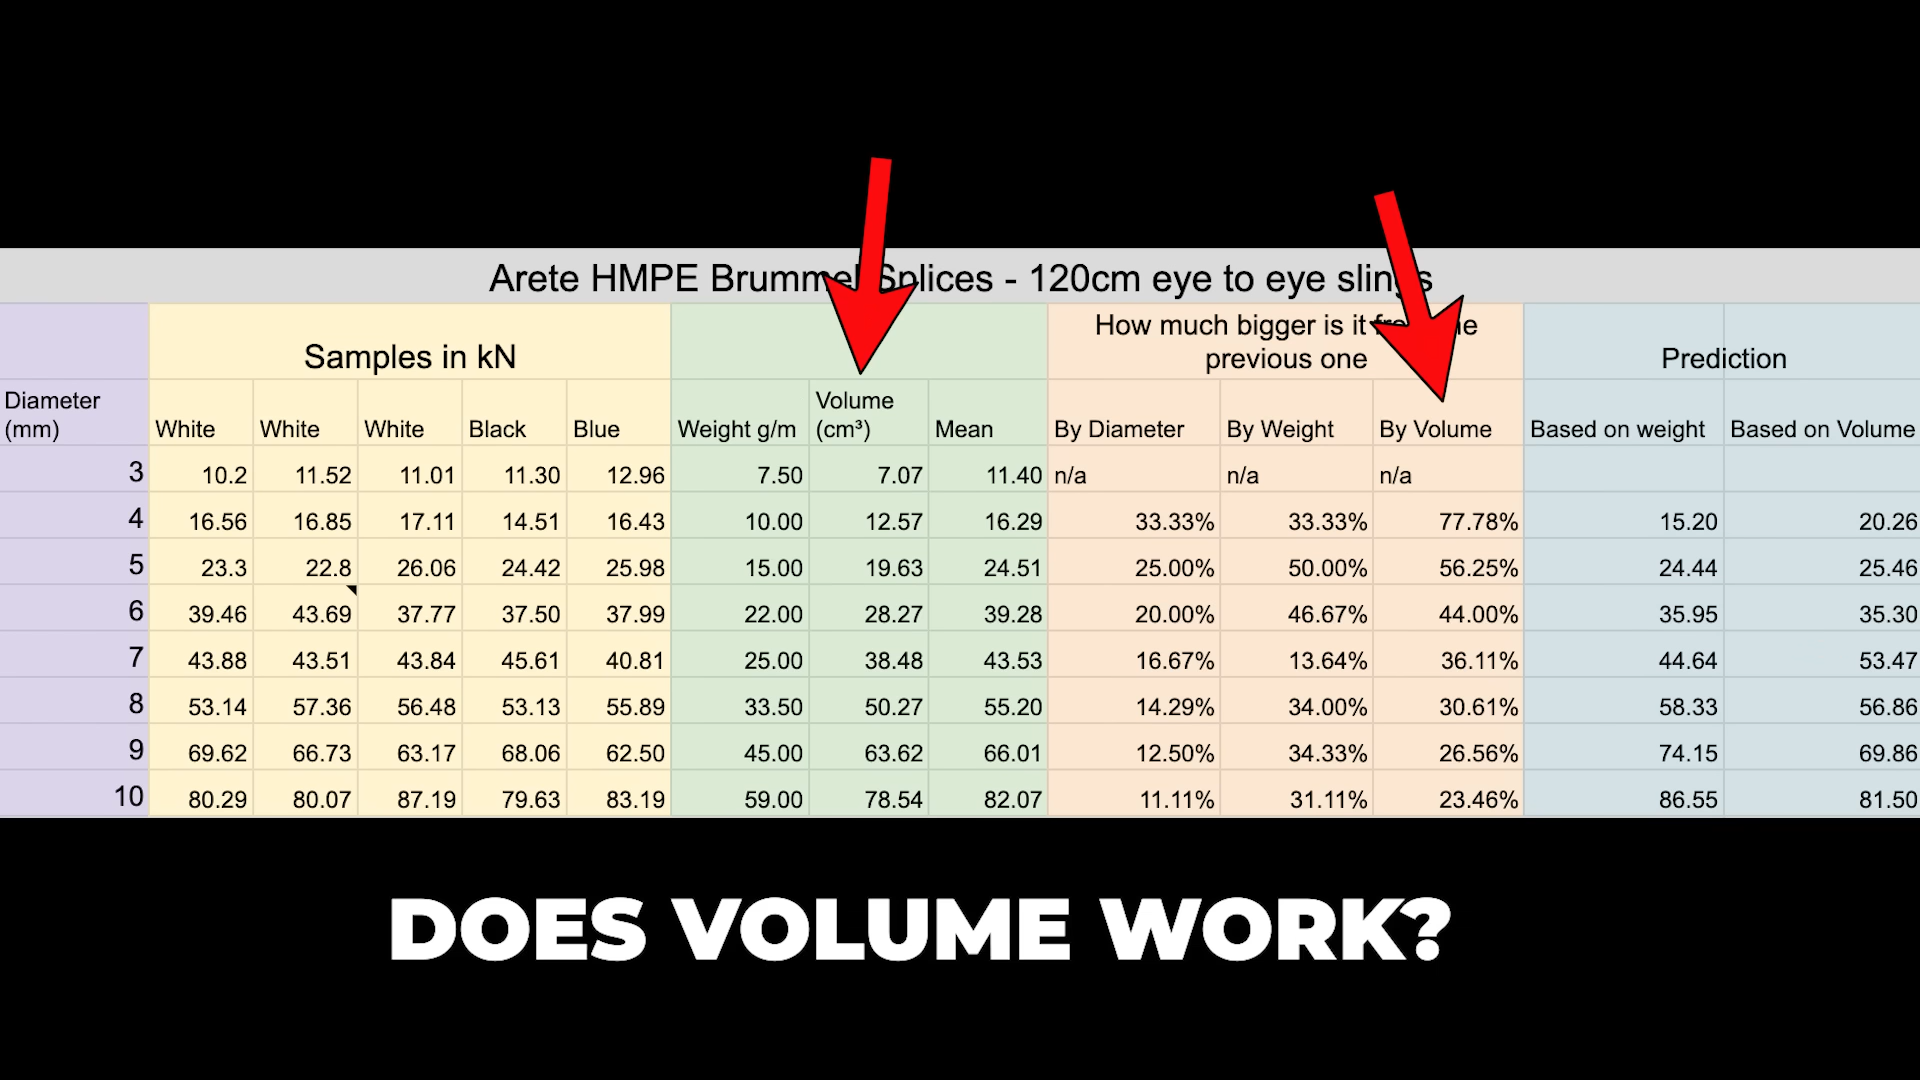 Arete HMPE Brummel Splices - 120cm eye to eye slings
Samples in kN
How much bigger is it the
previous one
Prediction
Diameter
(mm) White White White Black Blue Weight g/m Volume
(cm³) Mean By Diameter By Weight By Volume Based on weight Based on Volume
3 10.2 11.52 11.01 11.30 12.96 7.50 7.07 11.40 n/a n/a n/a
4 16.56 16.85 17.11 14.51 16.43 10.00 12.57 16.29 33.33% 33.33% 77.78% 15.20 20.26
5 23.3 22.8 26.06 24.42 25.98 15.00 19.63 24.51 25.00% 50.00% 56.25% 24.44 25.46
6 39.46 43.69 37.77 37.50 37.99 22.00 28.27 39.28 20.00% 46.67% 44.00% 35.95 35.30
7 43.88 43.51 43.84 45.61 40.81 25.00 38.48 43.53 16.67% 13.64% 36.11% 44.64 53.47
8 53.14 57.36 56.48 53.13 55.89 33.50 50.27 55.20 14.29% 34.00% 30.61% 58.33 56.86
9 69.62 66.73 63.17 68.06 62.50 45.00 63.62 66.01 12.50% 34.33% 26.56% 74.15 69.86
10 80.29 80.07 87.19 79.63 83.19 59.00 78.54 82.07 11.11% 31.11% 23.46% 86.55 81.50
DOES VOLUME WORK?